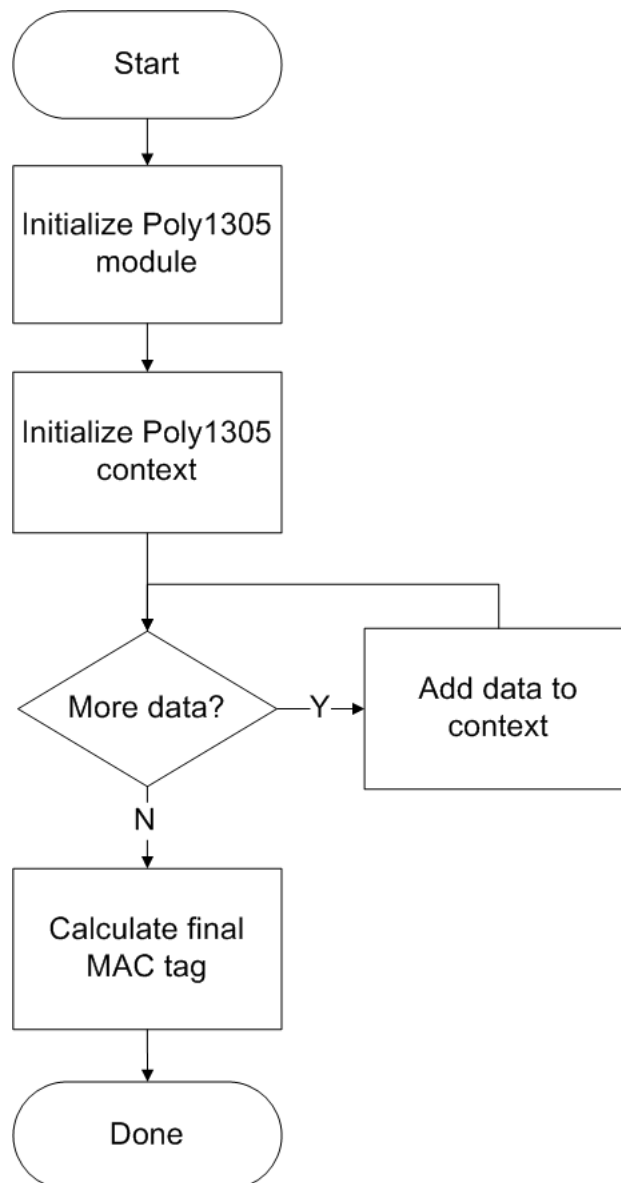 Start
Initialize Poly1305
module
Initialize Poly1305
context
More data?
Y
Add data to
context
N
Calculate final
MAC tag
Done